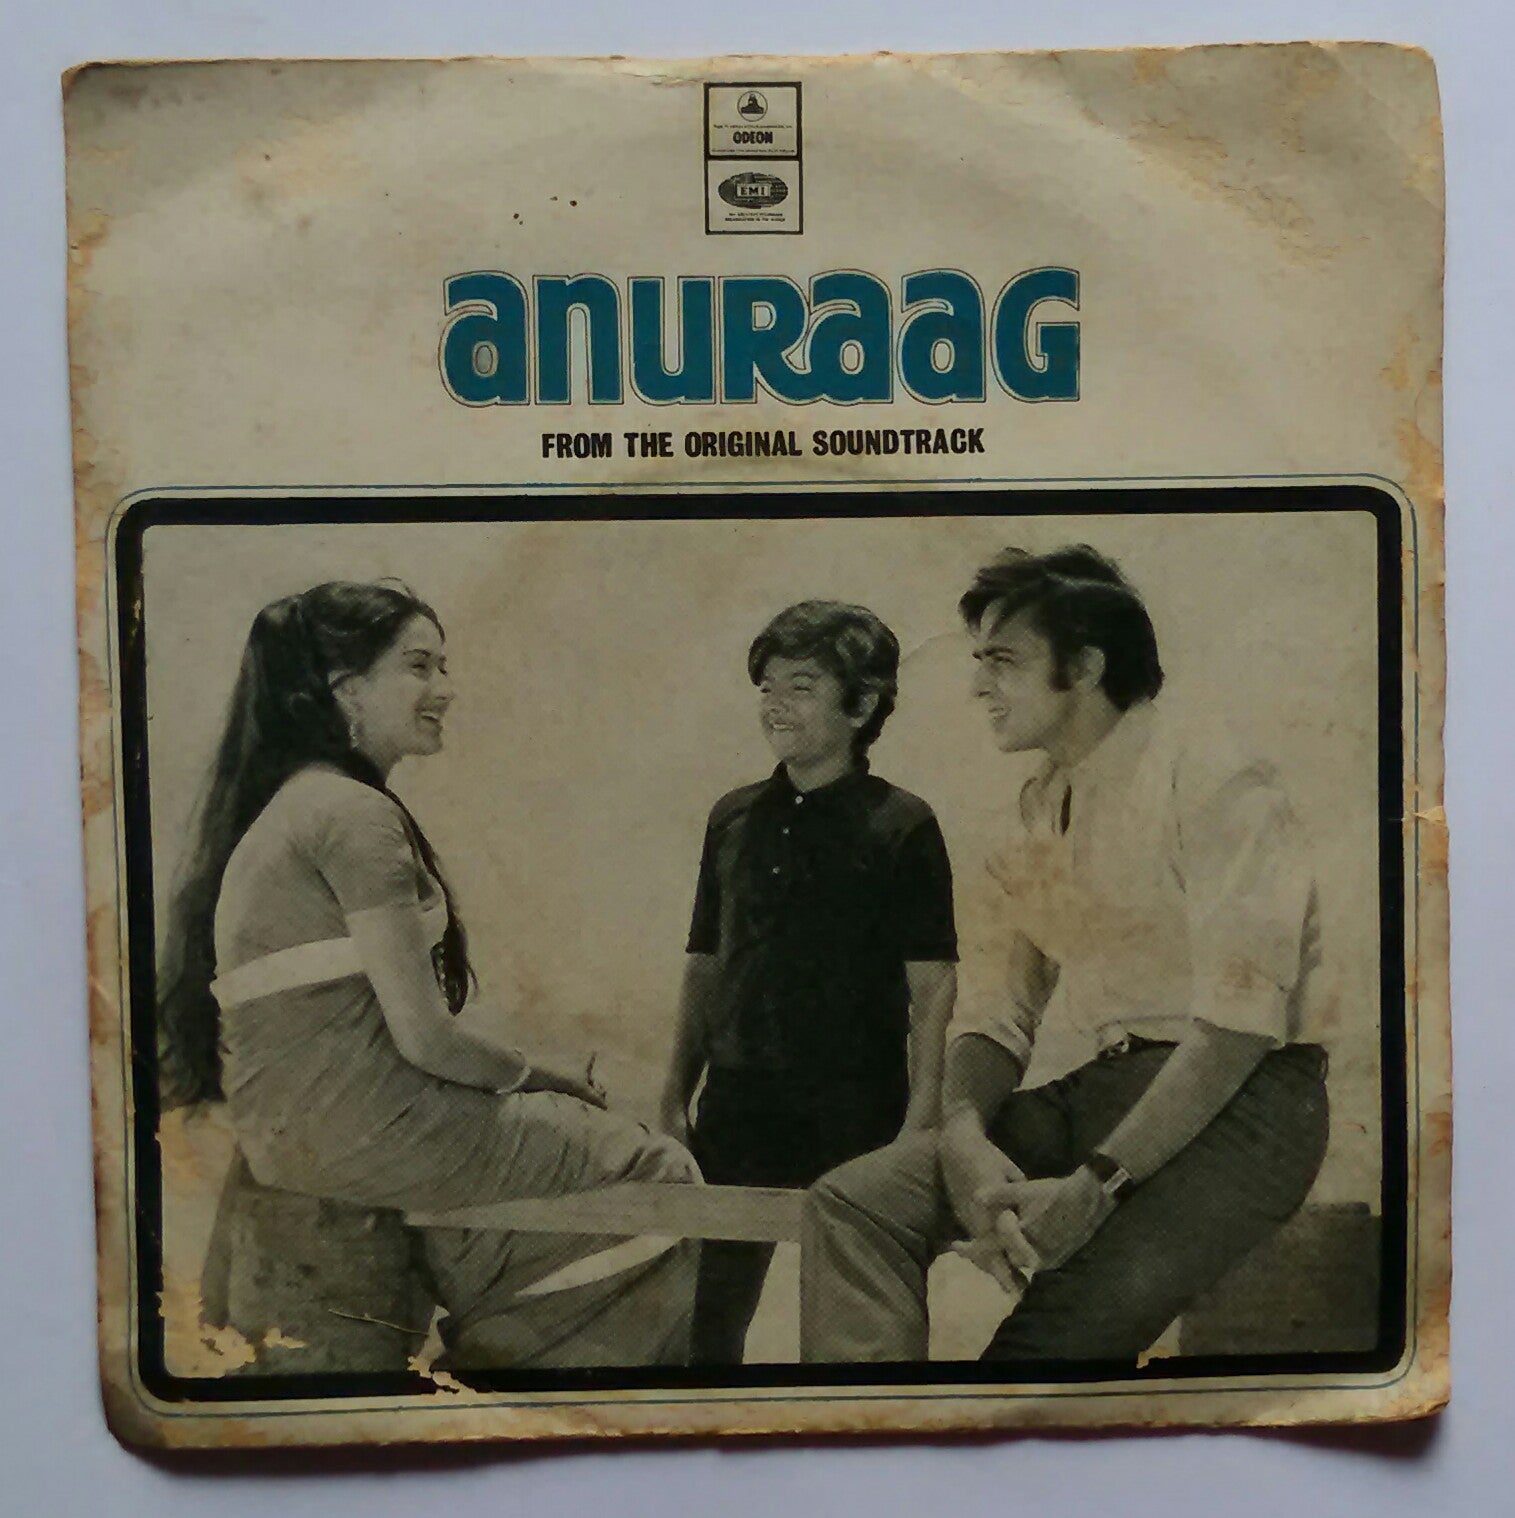 ODEON
EMI
anuRaaG
FROM THE ORIGINAL SOUNDTRACK